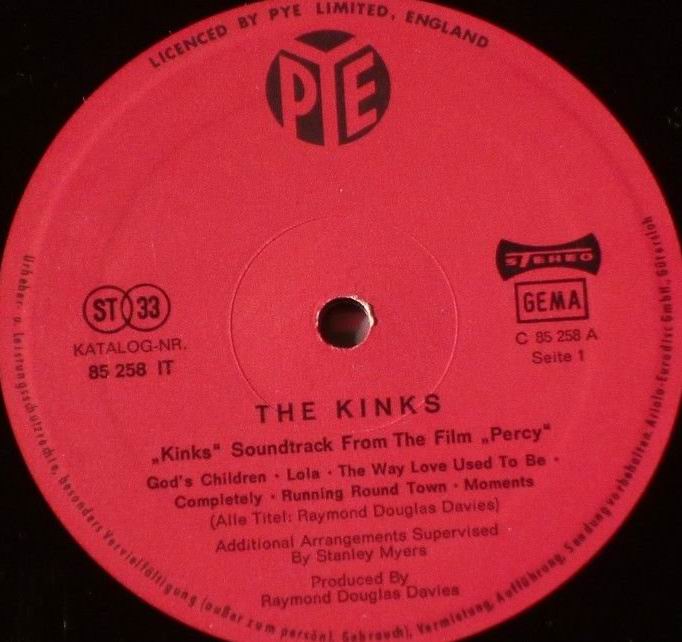 LICENCED BY PYE LIMITED, ENGLAND
PYE
STEREO
ST 33
GEMA
KATALOG-NR.
85 258 IT
C 85 258 A
Seite 1
THE KINKS
„Kinks“ Soundtrack From The Film „Percy“
God's Children · Lola · The Way Love Used To Be ·
Completely · Running Round Town · Moments
(Alle Titel: Raymond Douglas Davies)
Additional Arrangements Supervised
By Stanley Myers
Produced By
Raymond Douglas Davies
Urheber- u. Leistungsschutzrechte, besonders Vervielfältigung (außer zum persönl. Gebrauch), Vermietung, Aufführung, Sendung vorbehalten. Ariola-Eurodisc GmbH., Gütersloh